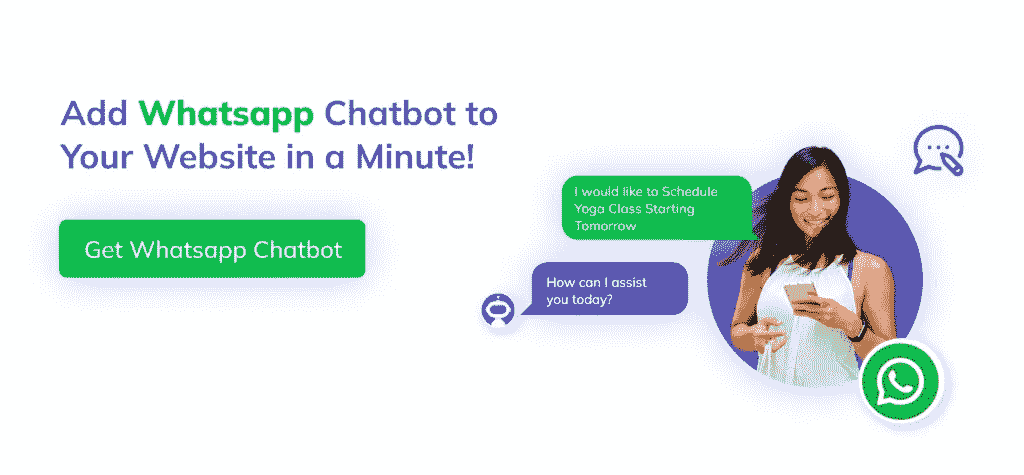 Add Whatsapp Chatbot to
Your Website in a Minute!
Get Whatsapp Chatbot
I would like to Schedule
Yoga Class Starting
Tomorrow
How can I assist
you today?